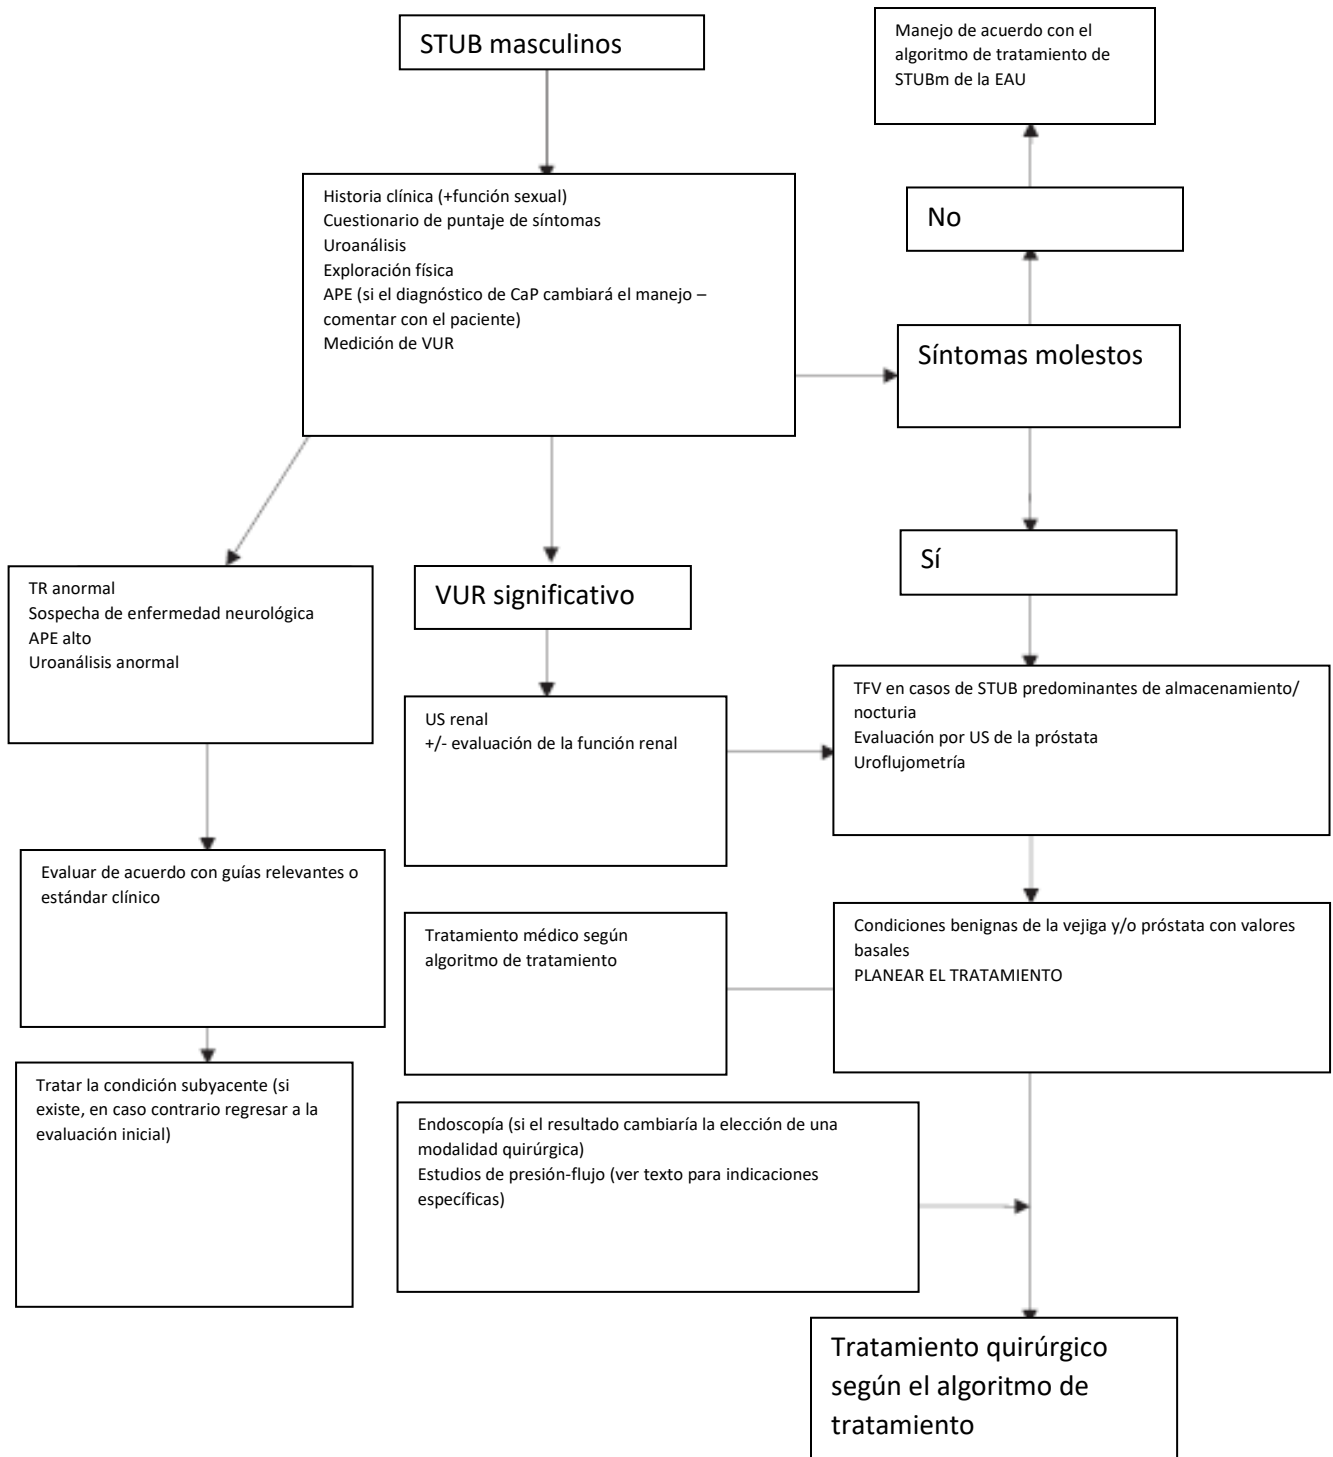 STUB masculinos
Manejo de acuerdo con el
algoritmo de tratamiento de
STUBm de la EAU
Historia clínica (+función sexual)
Cuestionario de puntaje de síntomas
Uroanálisis
Exploración física
APE (si el diagnóstico de CaP cambiará el manejo –
comentar con el paciente)
Medición de VUR
No
Síntomas molestos
Sí
TR anormal
Sospecha de enfermedad neurológica
APE alto
Uroanálisis anormal
VUR significativo
US renal
+/- evaluación de la función renal
TFV en casos de STUB predominantes de almacenamiento/
nocturia
Evaluación por US de la próstata
Uroflujometría
Evaluar de acuerdo con guías relevantes o
estándar clínico
Tratamiento médico según
algoritmo de tratamiento
Condiciones benignas de la vejiga y/o próstata con valores
basales
PLANEAR EL TRATAMIENTO
Tratar la condición subyacente (si
existe, en caso contrario regresar a la
evaluación inicial)
Endoscopía (si el resultado cambiaría la elección de una
modalidad quirúrgica)
Estudios de presión-flujo (ver texto para indicaciones
específicas)
Tratamiento quirúrgico
según el algoritmo de
tratamiento